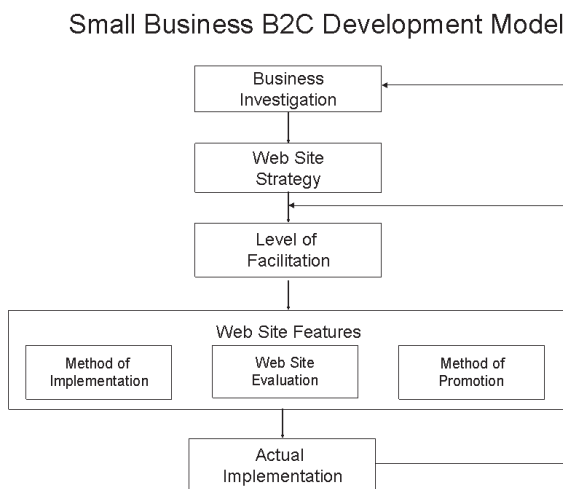 Small Business B2C Development Model
Business
Investigation
Web Site
Strategy
Level of
Facilitation
Web Site Features
Method of
Implementation
Web Site
Evaluation
Method of
Promotion
Actual
Implementation